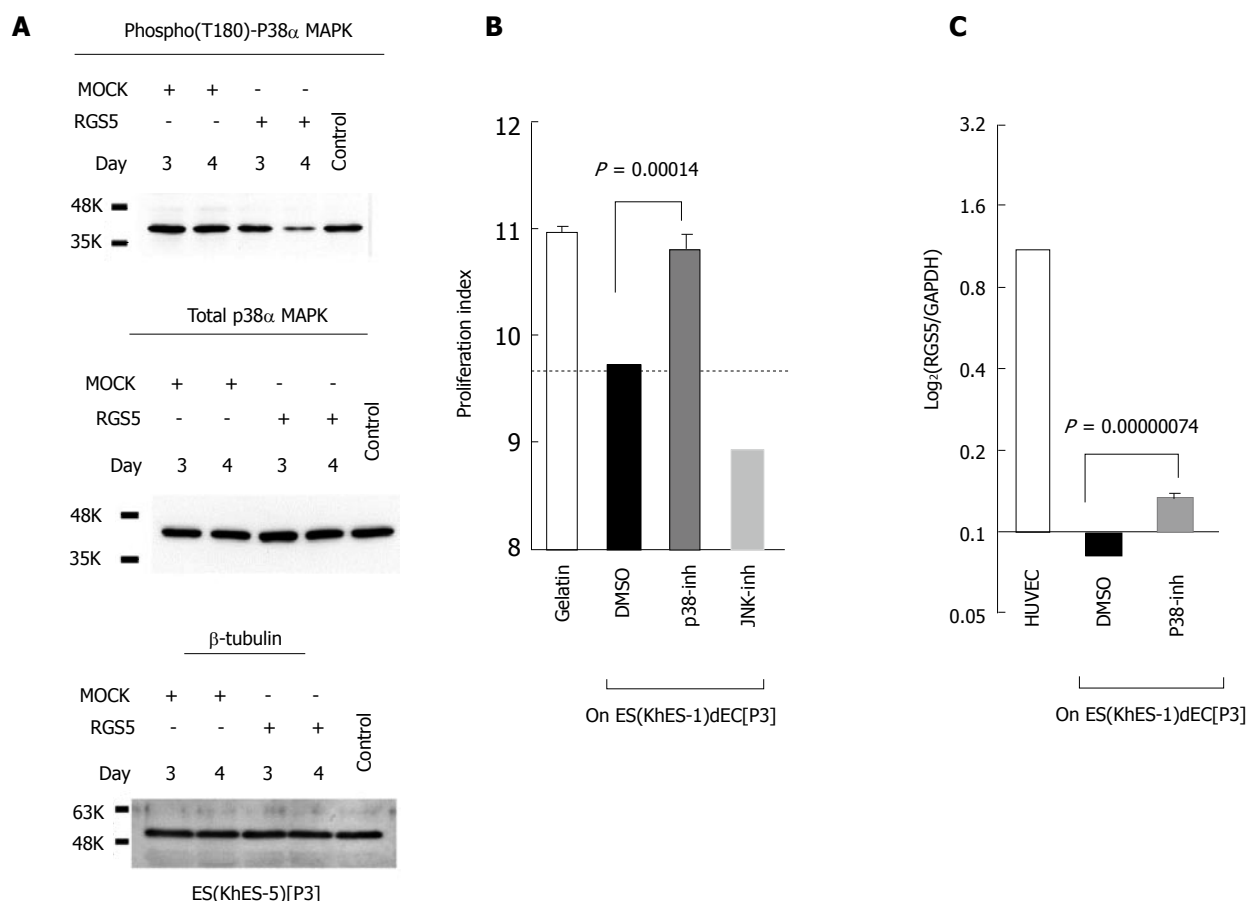 A
Phospho(T180)-P38α MAPK
MOCK + + - -
RGS5 - - + + Control
Day 3 4 3 4
48K
35K
Total p38α MAPK
MOCK + + - -
RGS5 - - + + Control
Day 3 4 3 4
48K
35K
β-tubulin
MOCK + + - -
RGS5 - - + + Control
Day 3 4 3 4
63K
48K
ES(KhES-5)[P3]
B
12
11
10
9
8
Proliferation index
P = 0.00014
Gelatin
DMSO
p38-inh
JNK-inh
On ES(KhES-1)dEC[P3]
C
3.2
1.6
0.8
0.4
0.2
0.1
0.05
Log₂(RGS5/GAPDH)
P = 0.00000074
HUVEC
DMSO
P38-inh
On ES(KhES-1)dEC[P3]